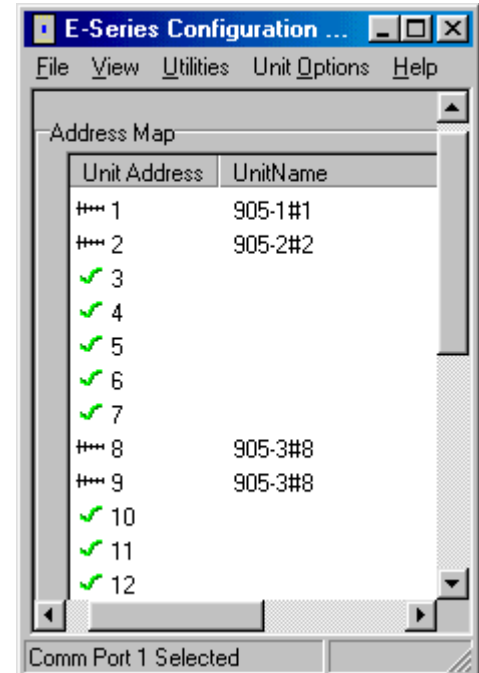 E-Series Configuration ...
File View Utilities Unit Options Help
Address Map
Unit Address UnitName
1 905-1#1
2 905-2#2
3
4
5
6
7
8 905-3#8
9 905-3#8
10
11
12
Comm Port 1 Selected